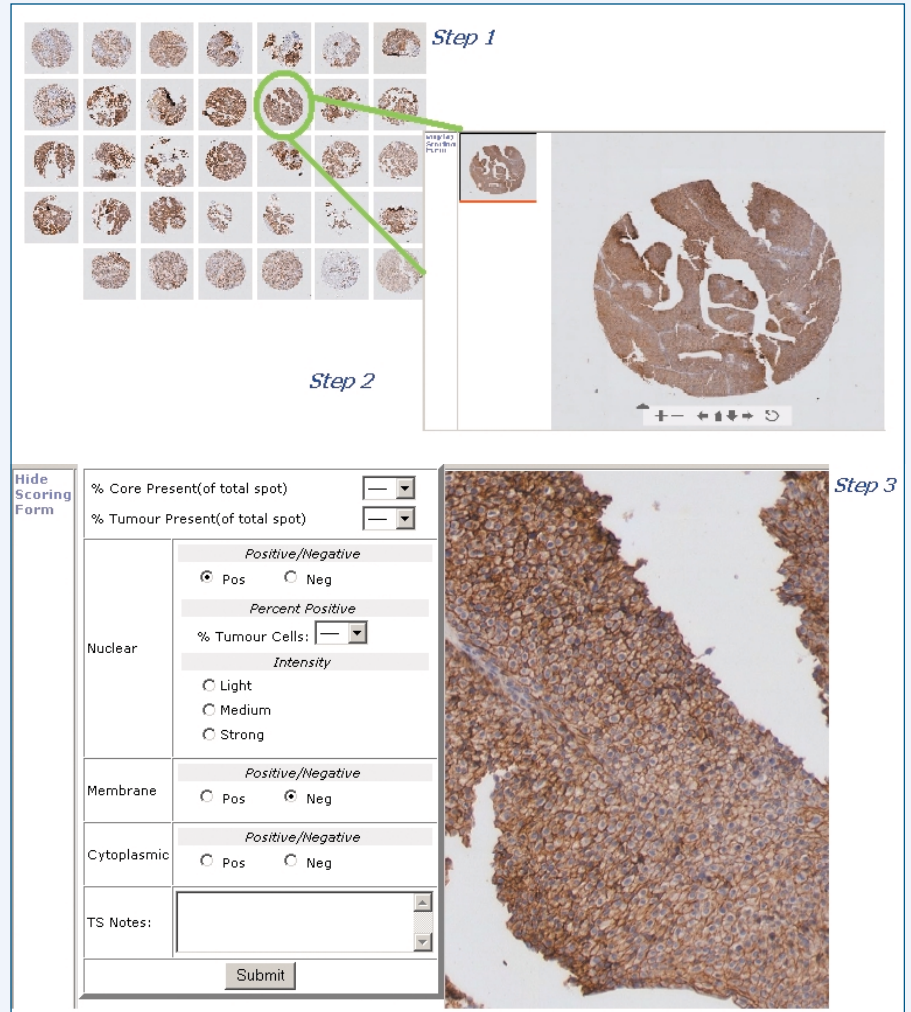 Step 1
Scoring
Form
Step 2
Step 3
Hide
Scoring
Form
% Core Present(of total spot)
% Tumour Present(of total spot)
Nuclear
Positive/Negative
Pos Neg
Percent Positive
% Tumour Cells:
Intensity
Light
Medium
Strong
Membrane
Positive/Negative
Pos Neg
Cytoplasmic
Positive/Negative
Pos Neg
TS Notes:
Submit